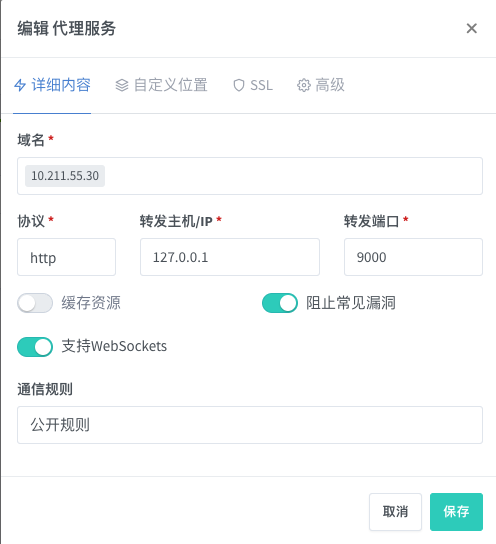 编辑 代理服务
详细内容 自定义位置 SSL 高级
域名 *
10.211.55.30
协议 * 转发主机/IP * 转发端口 *
http 127.0.0.1 9000
缓存资源 阻止常见漏洞
支持WebSockets
通信规则
公开规则
取消 保存